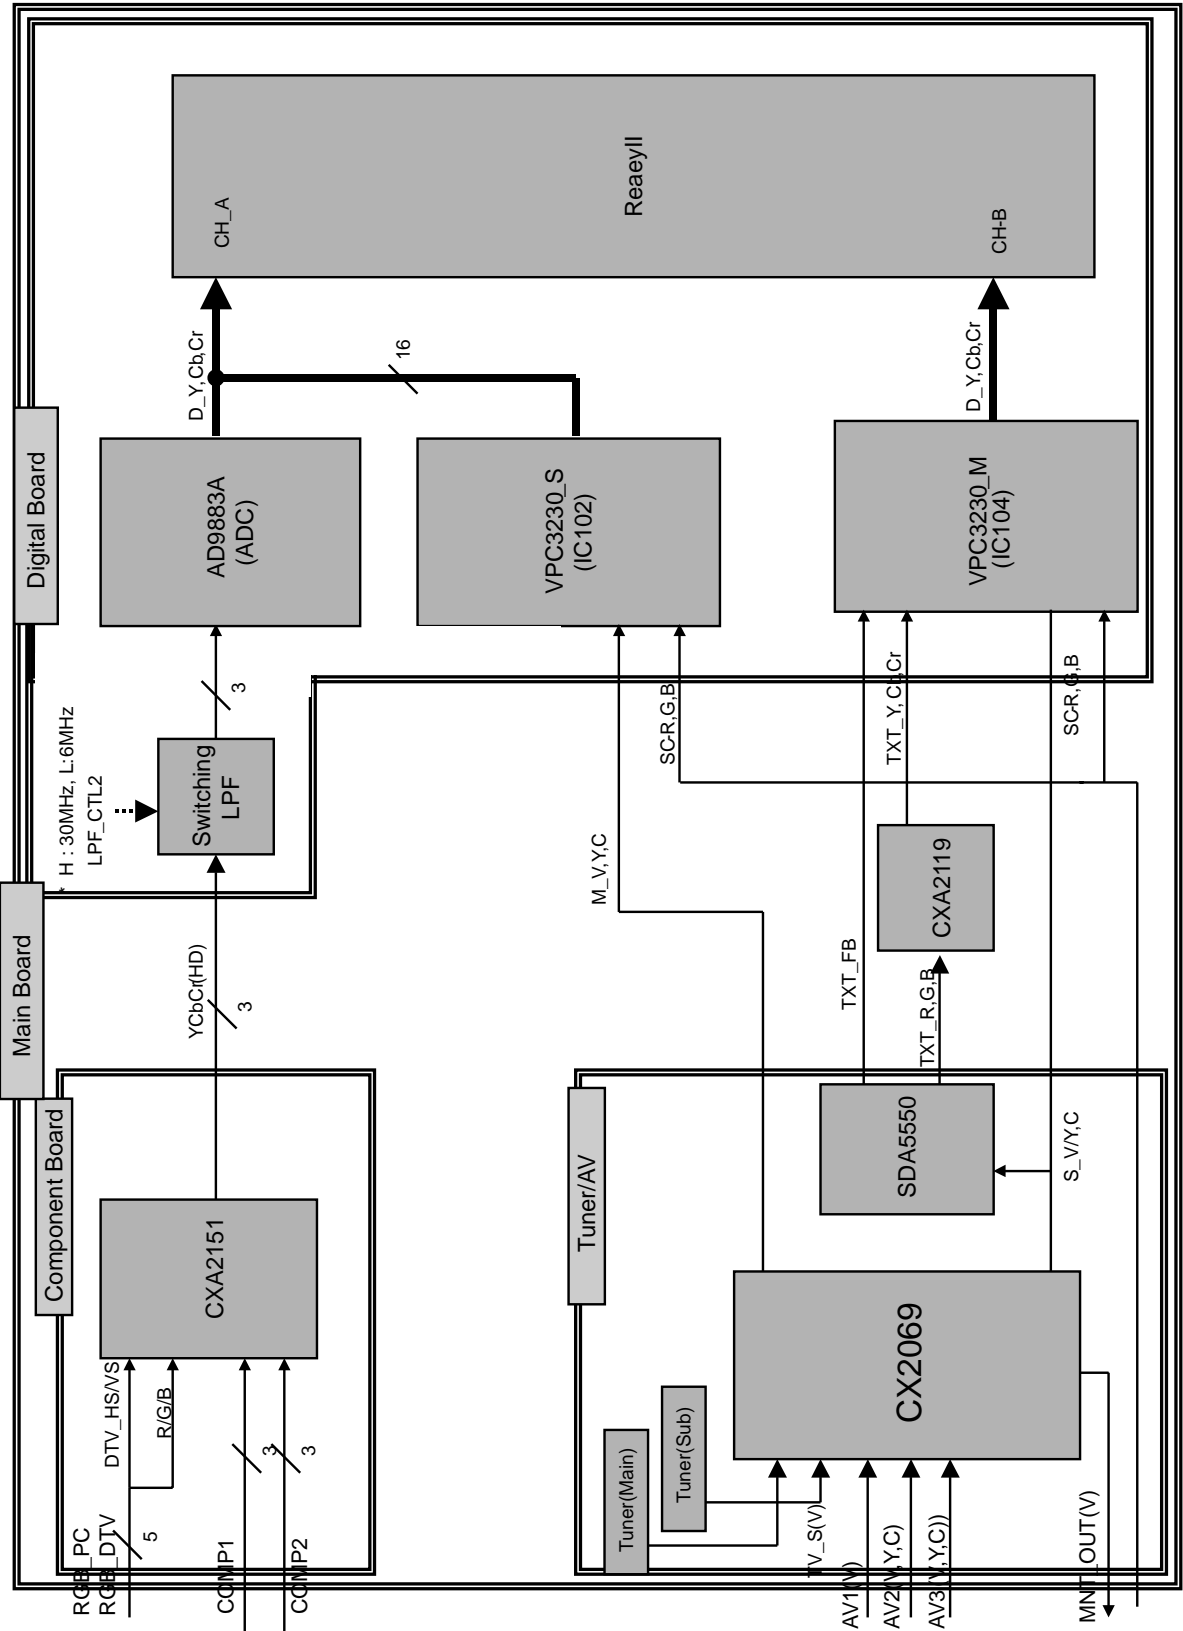 Main Board
Digital Board
Component Board
Tuner/AV
RGB_PC
RGB_DTV
5
DTV_HS/VS
R/G/B
COMP1
3
COMP2
3
CXA2151
YCbCr(HD)
3
* H : 30MHz, L:6MHz
LPF_CTL2
Switching
LPF
3
AD9883A
(ADC)
D_Y,Cb,Cr
16
CH_A
ReaeyII
CH-B
VPC3230_S
(IC102)
M_V,Y,C
SC-R,G,B
VPC3230_M
(IC104)
D_Y,Cb,Cr
TXT_FB
TXT_Y,Cb,Cr
SC-R,G,B
CXA2119
TXT_R,G,B
SDA5550
S_V/Y,C
CX2069
Tuner(Main)
Tuner(Sub)
TV_S(V)
AV1(V)
AV2(V,Y,C)
AV3(V,Y,C))
MNT_OUT(V)